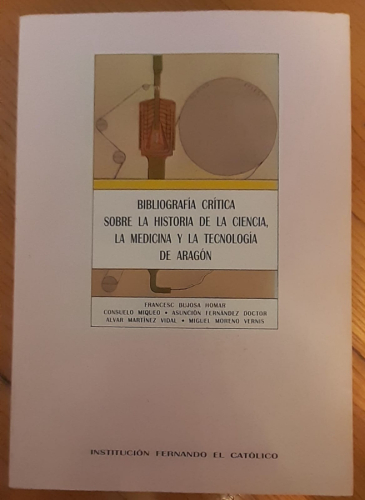 BIBLIOGRAFÍA CRÍTICA
SOBRE LA HISTORIA DE LA CIENCIA,
LA MEDICINA Y LA TECNOLOGÍA
DE ARAGÓN
FRANCESC BUJOSA HOMAR
CONSUELO MIQUEO • ASUNCIÓN FERNÁNDEZ DOCTOR
ALVAR MARTÍNEZ VIDAL • MIGUEL MORENO VERNIS
INSTITUCIÓN FERNANDO EL CATÓLICO